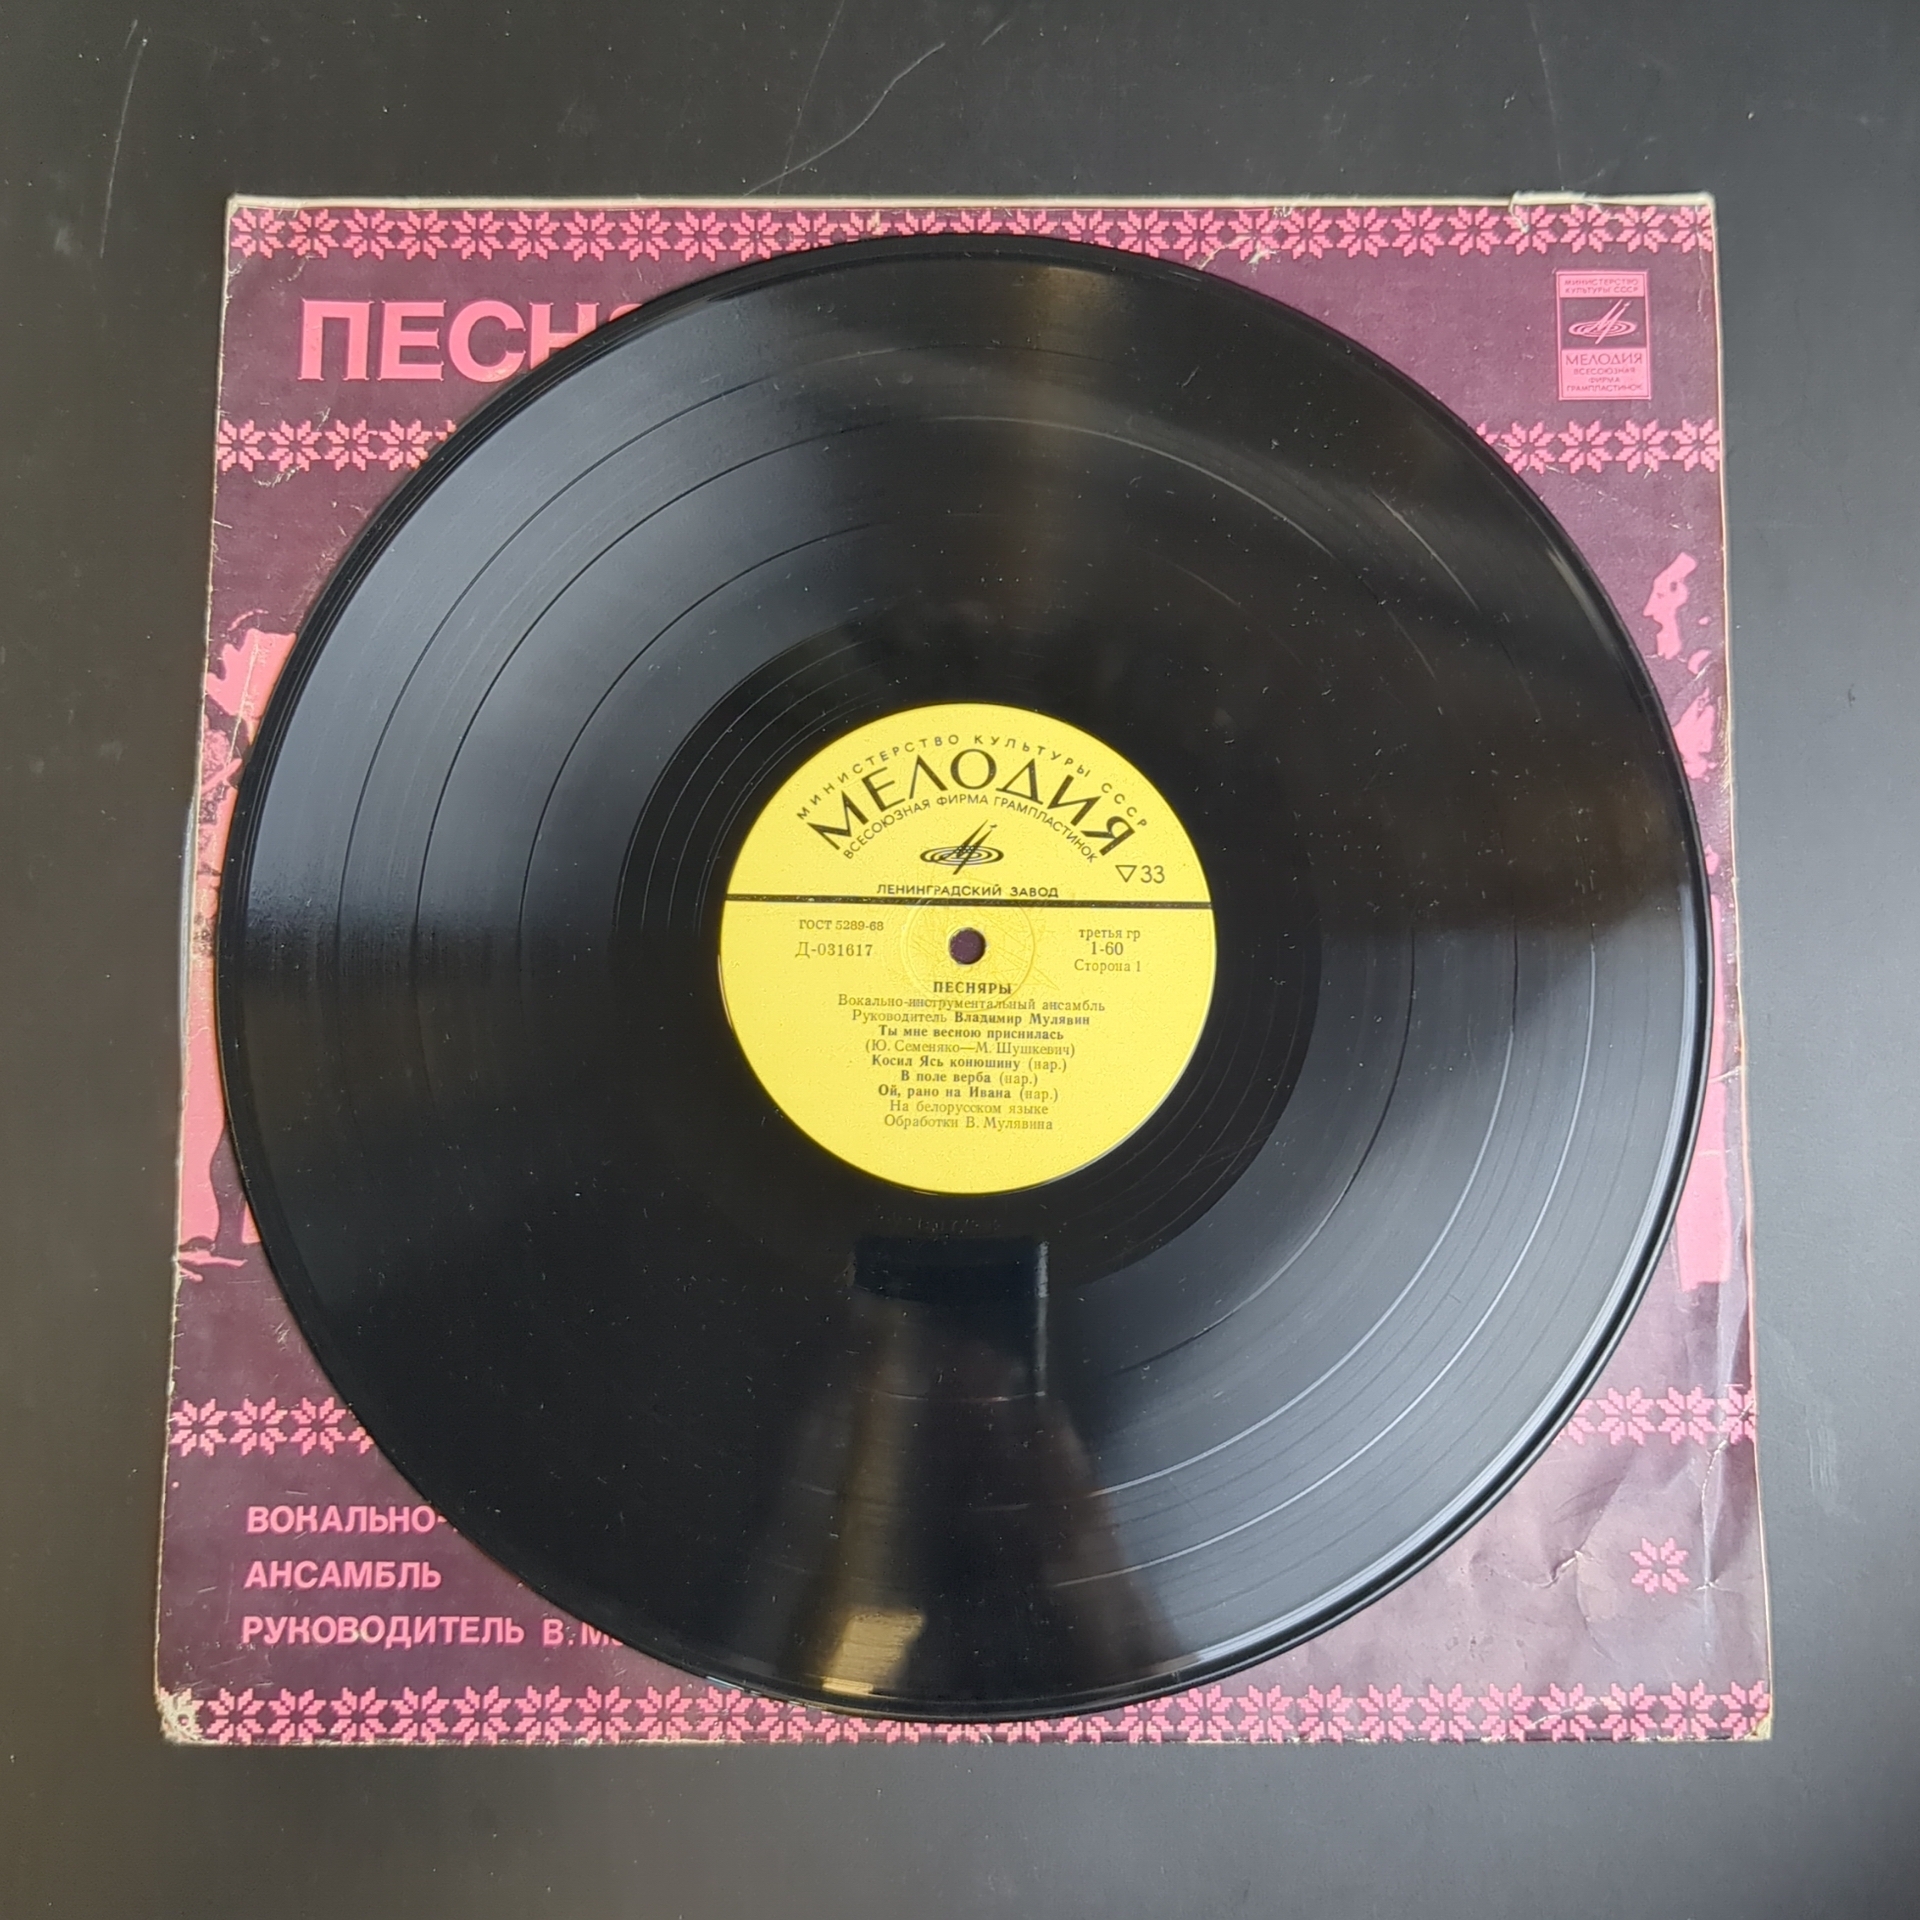 ПЕСН
МИНИСТЕРСТВО
КУЛЬТУРЫ СССР
МЕЛОДИЯ
ВСЕСОЮЗНАЯ
ФИРМА
ГРАМПЛАСТИНОК
МИНИСТЕРСТВО КУЛЬТУРЫ СССР
МЕЛОДИЯ
ВСЕСОЮЗНАЯ ФИРМА ГРАМПЛАСТИНОК
▽33
ЛЕНИНГРАДСКИЙ ЗАВОД
ГОСТ 5289-68
Д-031617
третья гр
1-60
Сторона 1
ПЕСНЯРЫ
Вокально-инструментальный ансамбль
Руководитель Владимир Мулявин
Ты мне весною приснилась
(Ю. Семеняко—М. Шушкевич)
Косил Ясь конюшину (нар.)
В поле верба (нар.)
Ой, рано на Ивана (нар.)
На белорусском языке
Обработки В. Мулявина
ВОКАЛЬНО-
АНСАМБЛЬ
РУКОВОДИТЕЛЬ В. М